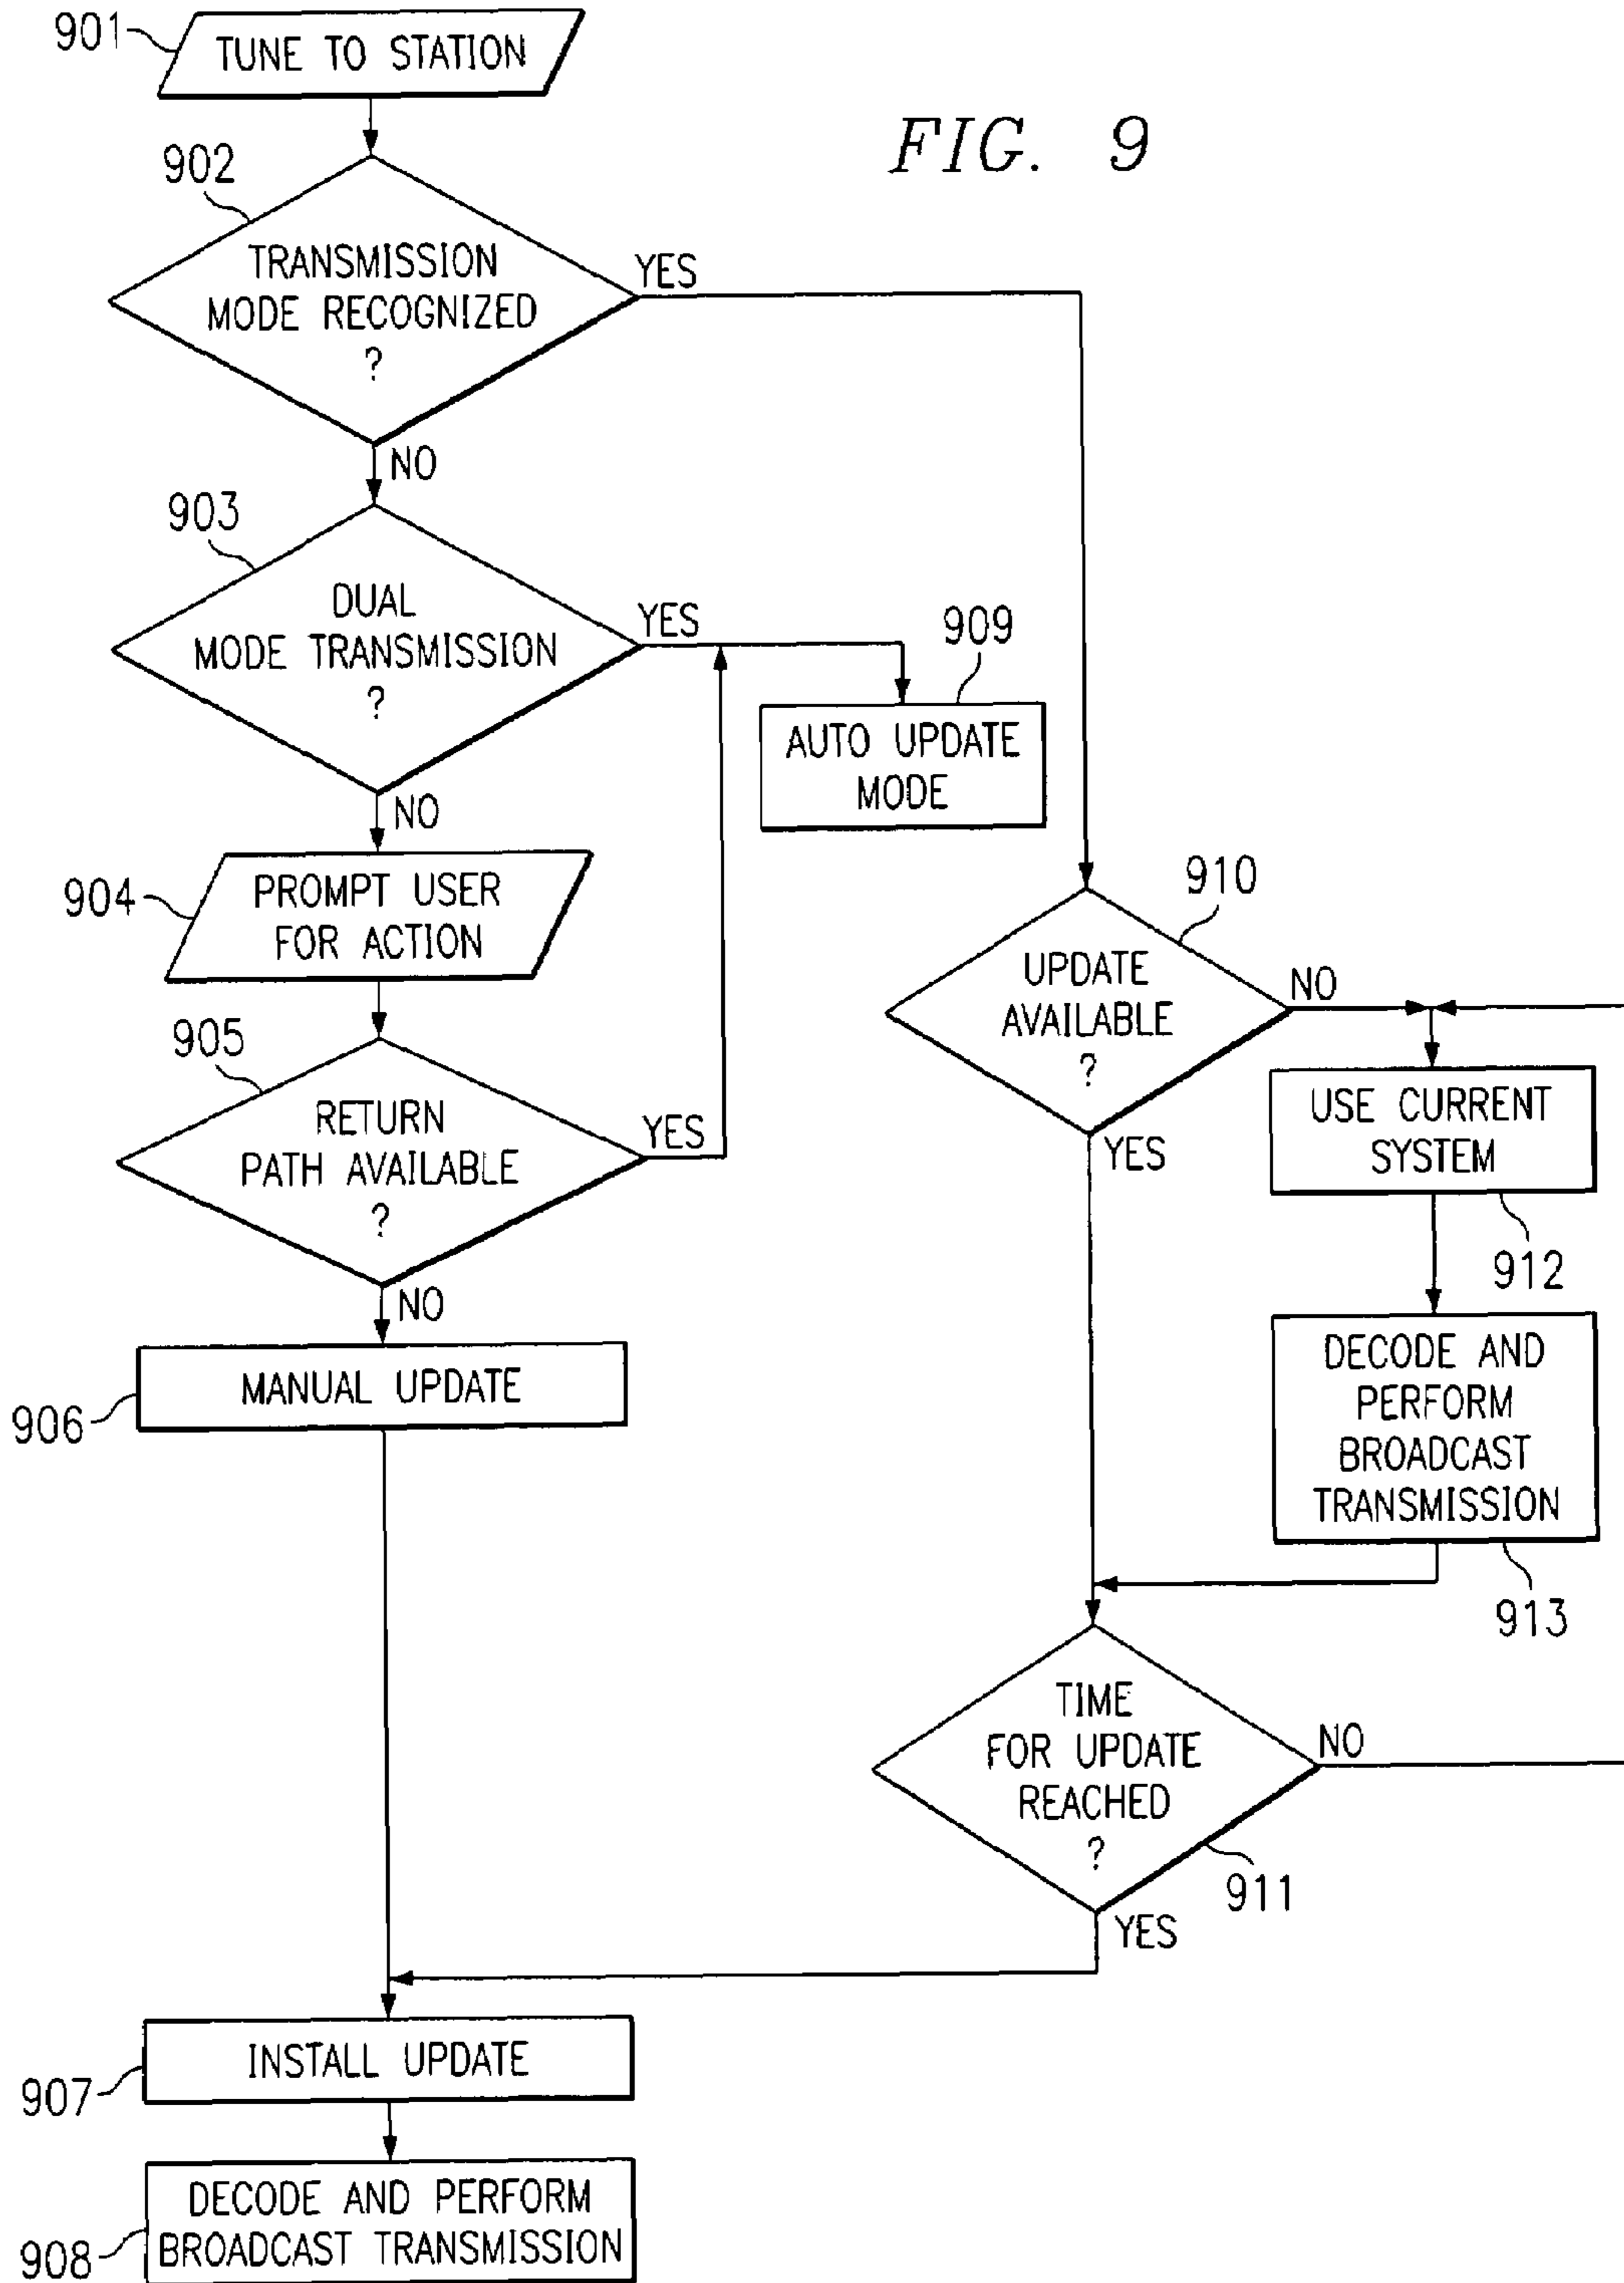 901
TUNE TO STATION
FIG. 9
902
TRANSMISSION
MODE RECOGNIZED
?
YES
NO
903
DUAL
MODE TRANSMISSION
?
YES
NO
909
AUTO UPDATE
MODE
904
PROMPT USER
FOR ACTION
905
RETURN
PATH AVAILABLE
?
YES
NO
906
MANUAL UPDATE
910
UPDATE
AVAILABLE
?
NO
YES
USE CURRENT
SYSTEM
912
DECODE AND
PERFORM
BROADCAST
TRANSMISSION
913
TIME
FOR UPDATE
REACHED
?
NO
911
YES
907
INSTALL UPDATE
908
DECODE AND PERFORM
BROADCAST TRANSMISSION